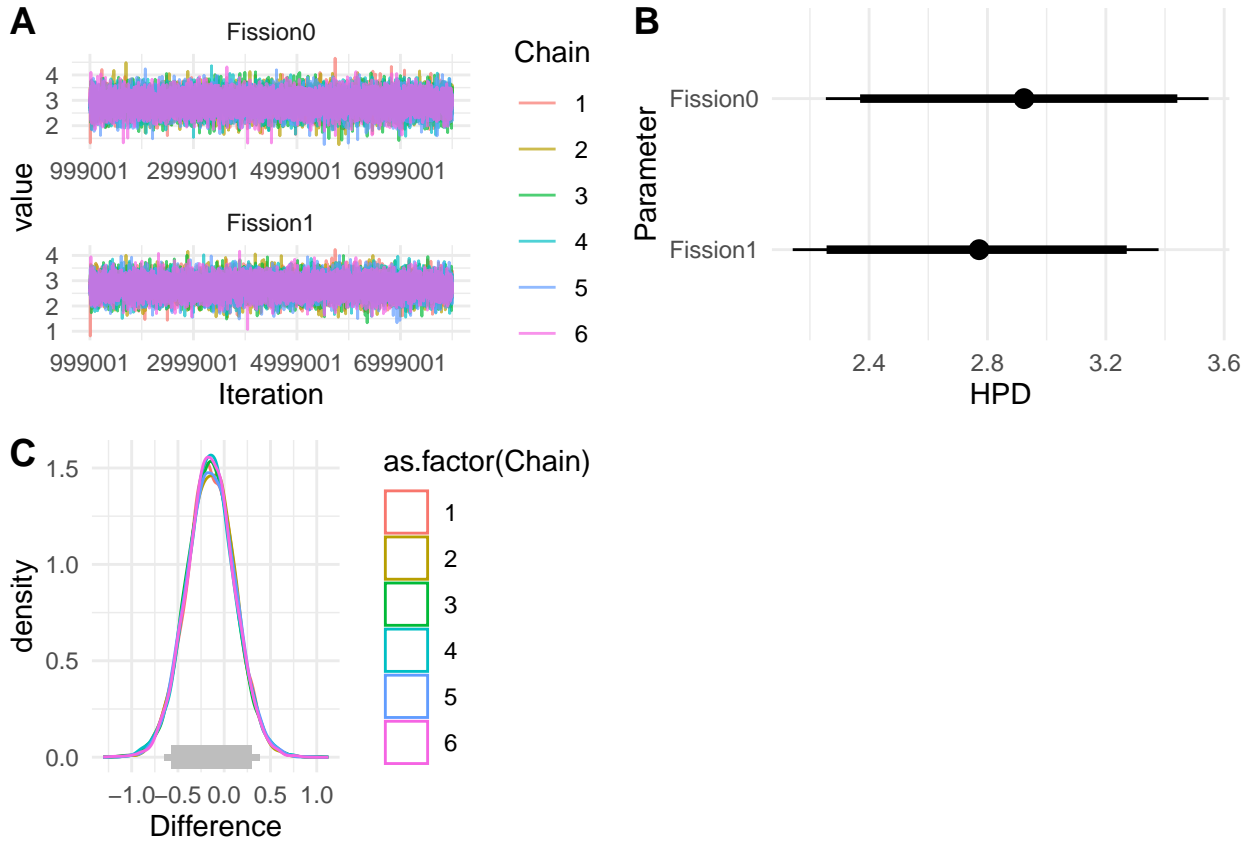 A
Fission0
value
4
3
2
999001 2999001 4999001 6999001
Fission1
4
3
2
1
999001 2999001 4999001 6999001
Iteration
Chain
1
2
3
4
5
6
B
Parameter
Fission0
Fission1
2.4 2.8 3.2 3.6
HPD
C
density
1.5
1.0
0.5
0.0
−1.0 −0.5 0.0 0.5 1.0
Difference
as.factor(Chain)
1
2
3
4
5
6